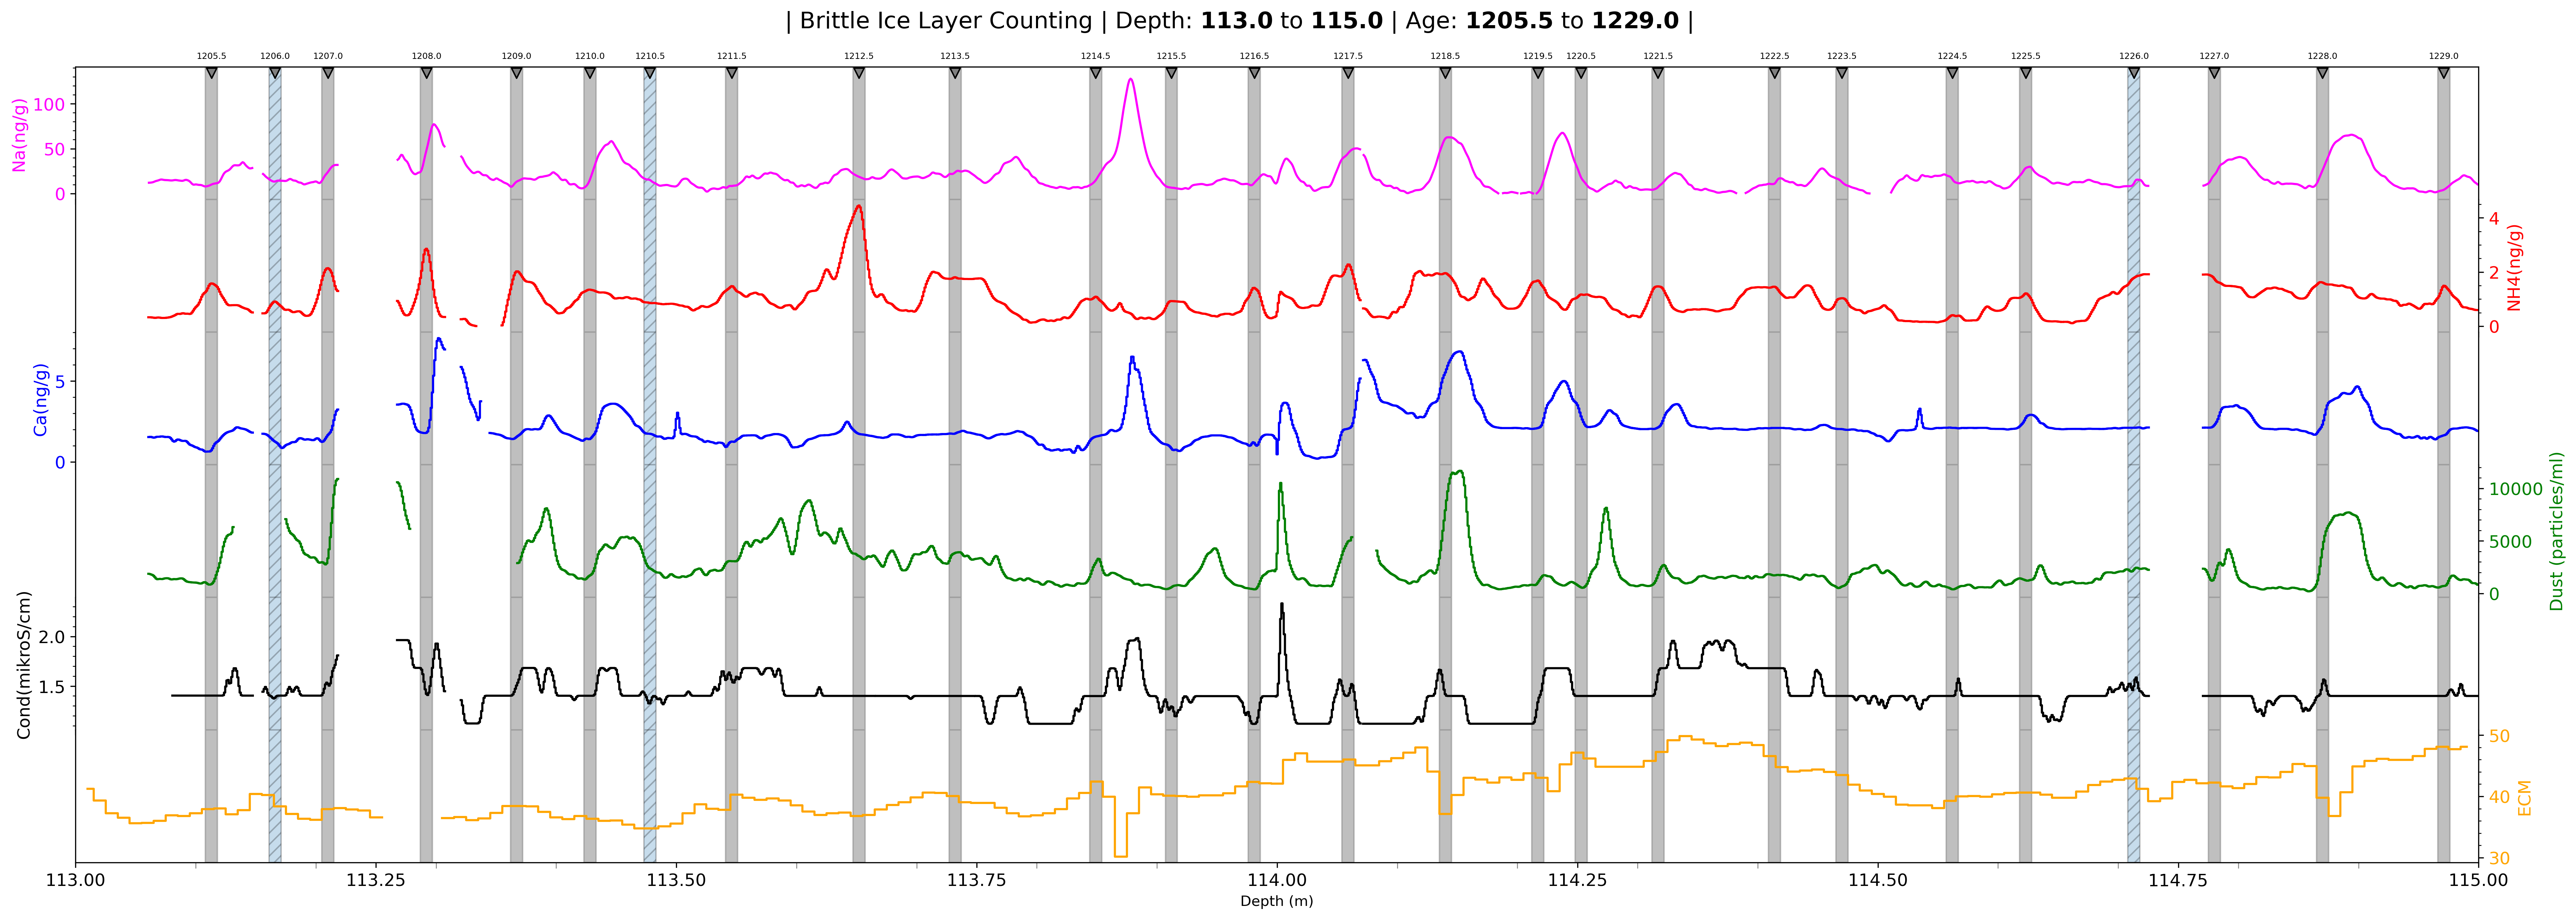 | Brittle Ice Layer Counting | Depth: 113.0 to 115.0 | Age: 1205.5 to 1229.0 |
1205.5 1206.0 1207.0 1208.0 1209.0 1210.0 1210.5 1211.5 1212.5 1213.5 1214.5 1215.5 1216.5 1217.5 1218.5 1219.5 1220.5 1221.5 1222.5 1223.5 1224.5 1225.5 1226.0 1227.0 1228.0 1229.0
Na(ng/g)
100
50
0
4
2
0
NH4(ng/g)
Ca(ng/g)
5
0
10000
5000
0
Dust (particles/ml)
Cond(mikroS/cm)
2.0
1.5
50
40
30
ECM
113.00 113.25 113.50 113.75 114.00 114.25 114.50 114.75 115.00
Depth (m)